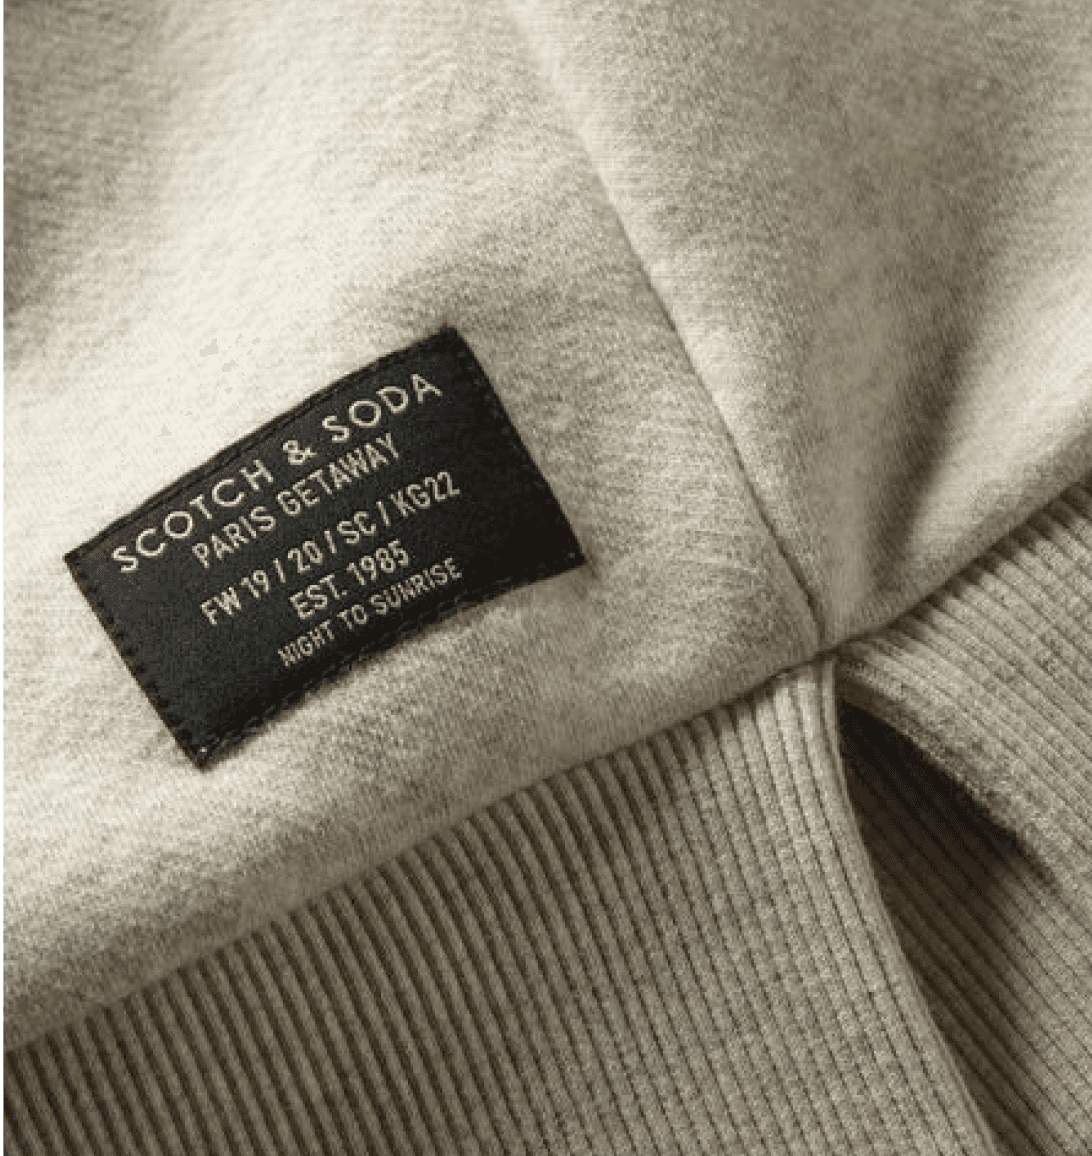 SCOTCH & SODA
PARIS GETAWAY
FW 19 / 20 / SC / KG22
EST. 1985
NIGHT TO SUNRISE